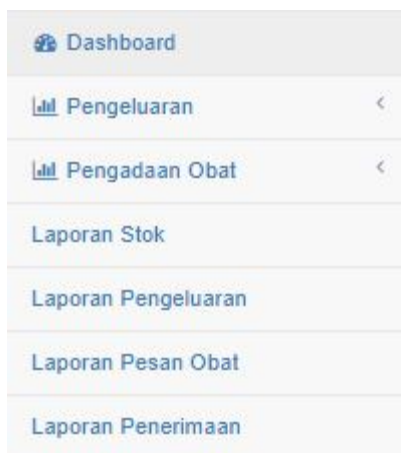 Dashboard
Pengeluaran
Pengadaan Obat
Laporan Stok
Laporan Pengeluaran
Laporan Pesan Obat
Laporan Penerimaan